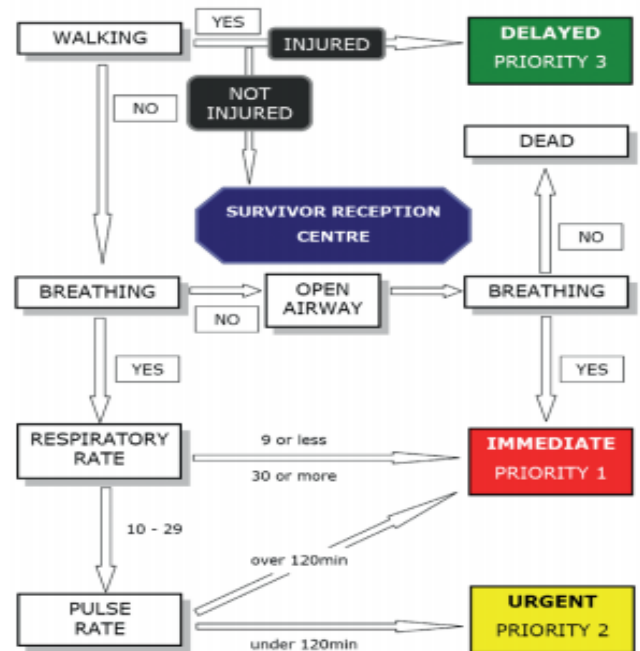 YES
WALKING
INJURED
DELAYED
PRIORITY 3
NO
NOT
INJURED
DEAD
SURVIVOR RECEPTION
CENTRE
NO
BREATHING
OPEN
AIRWAY
BREATHING
NO
YES
YES
RESPIRATORY
RATE
9 or less
30 or more
IMMEDIATE
PRIORITY 1
10 - 29
over 120min
PULSE
RATE
under 120min
URGENT
PRIORITY 2